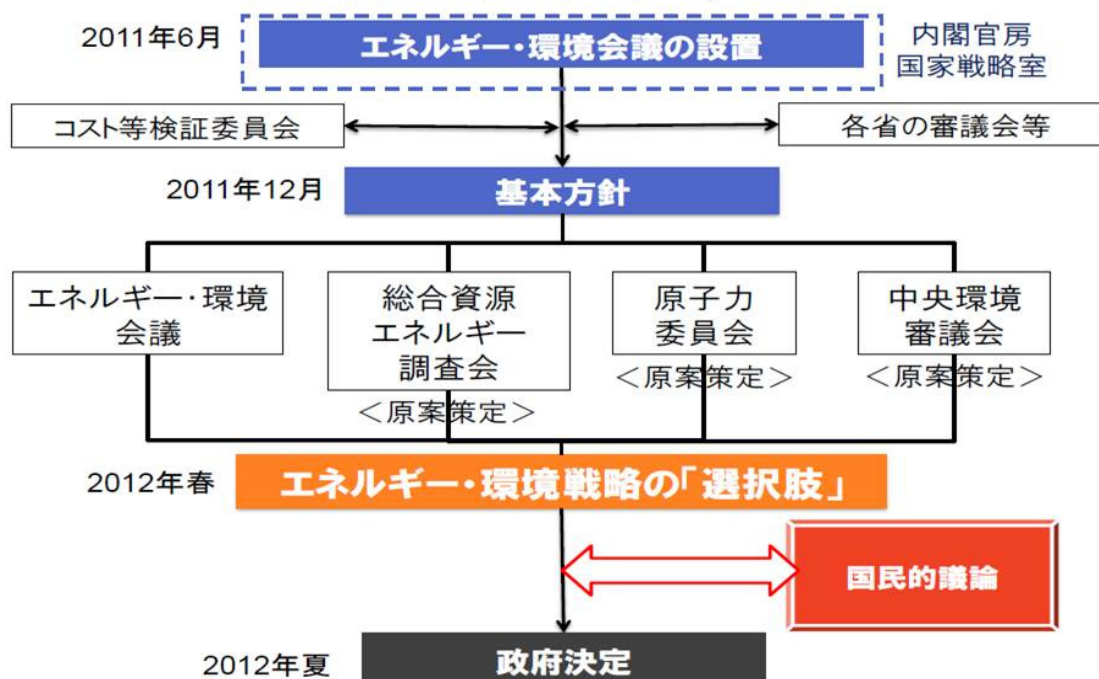 2011年6月
エネルギー・環境会議の設置
内閣官房
国家戦略室
コスト等検証委員会
各省の審議会等
2011年12月
基本方針
エネルギー・環境
会議
総合資源
エネルギー
調査会
<原案策定>
原子力
委員会
<原案策定>
中央環境
審議会
<原案策定>
2012年春
エネルギー・環境戦略の「選択肢」
国民的議論
2012年夏
政府決定